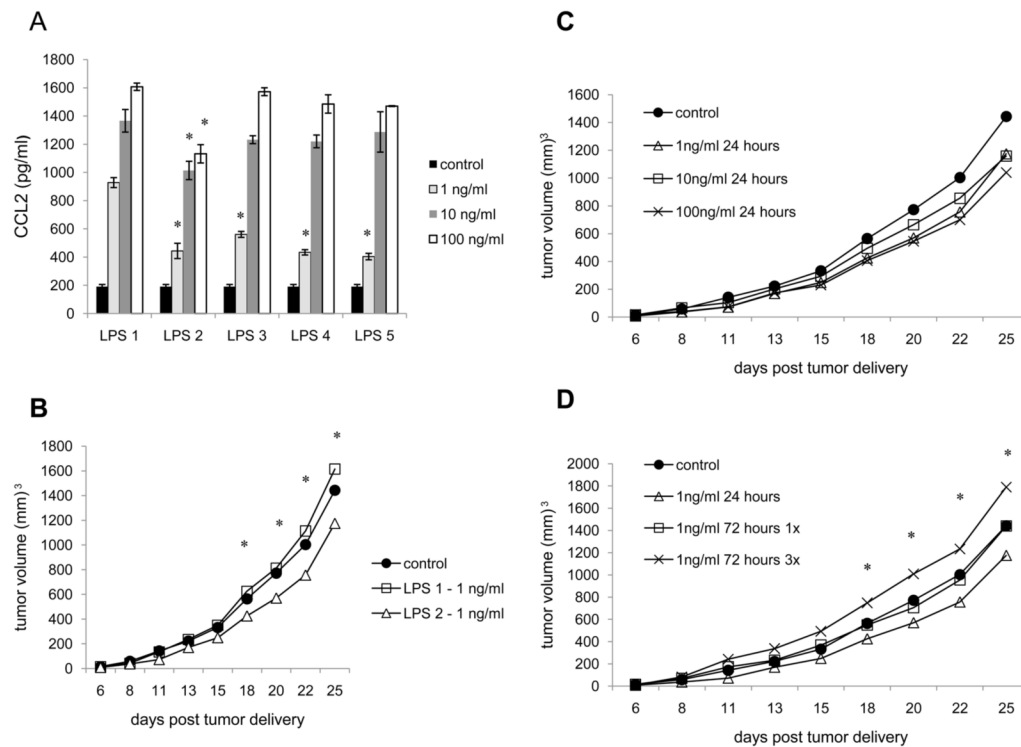 A
CCL2 (pg/ml)
1800
1600
1400
1200
1000
800
600
400
200
0
* * * * * *
LPS 1 LPS 2 LPS 3 LPS 4 LPS 5
control
1 ng/ml
10 ng/ml
100 ng/ml
C
tumor volume (mm)3
1600
1400
1200
1000
800
600
400
200
0
control
1ng/ml 24 hours
10ng/ml 24 hours
100ng/ml 24 hours
6 8 11 13 15 18 20 22 25
days post tumor delivery
B
tumor volume (mm)3
1800
1600
1400
1200
1000
800
600
400
200
0
* * * *
6 8 11 13 15 18 20 22 25
days post tumor delivery
control
LPS 1 - 1 ng/ml
LPS 2 - 1 ng/ml
D
tumor volume (mm)3
2000
1800
1600
1400
1200
1000
800
600
400
200
0
control
1ng/ml 24 hours
1ng/ml 72 hours 1x
1ng/ml 72 hours 3x
* * * *
6 8 11 13 15 18 20 22 25
days post tumor delivery